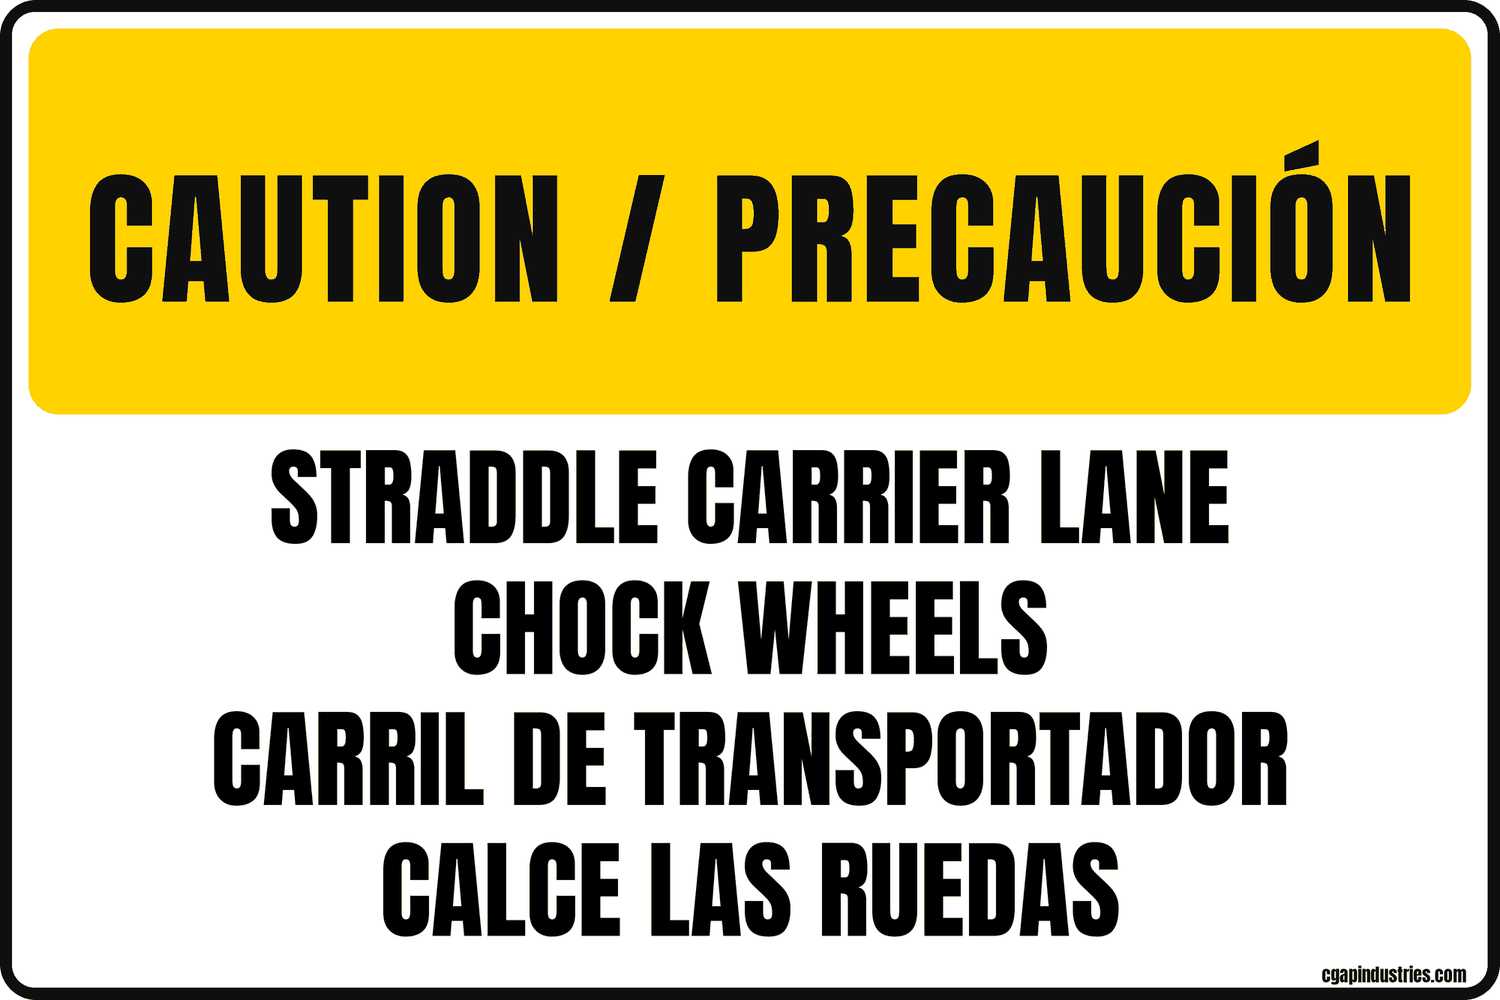 CAUTION / PRECAUCIÓN
STRADDLE CARRIER LANE
CHOCK WHEELS
CARRIL DE TRANSPORTADOR
CALCE LAS RUEDAS
cgapindustries.com